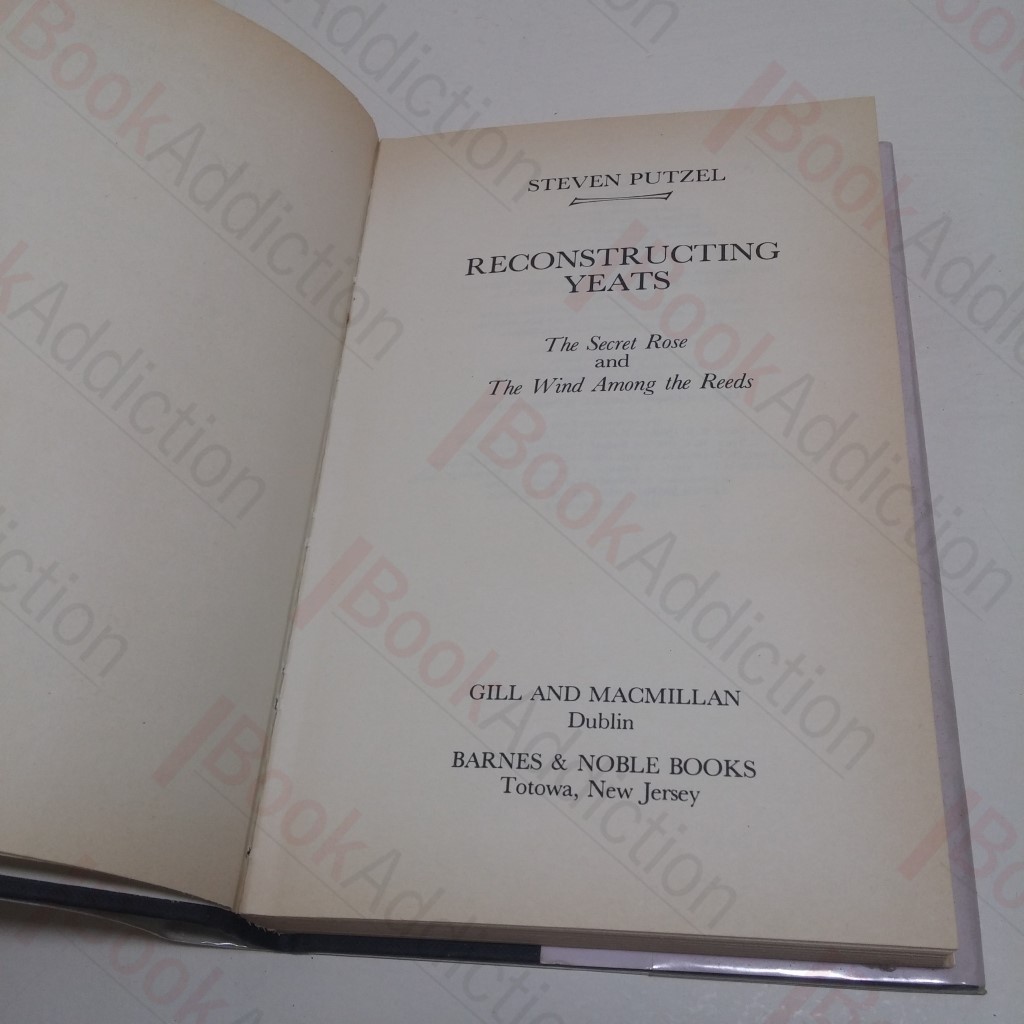 STEVEN PUTZEL
RECONSTRUCTING
YEATS
The Secret Rose
and
The Wind Among the Reeds
GILL AND MACMILLAN
Dublin
BARNES & NOBLE BOOKS
Totowa, New Jersey
BookAddiction